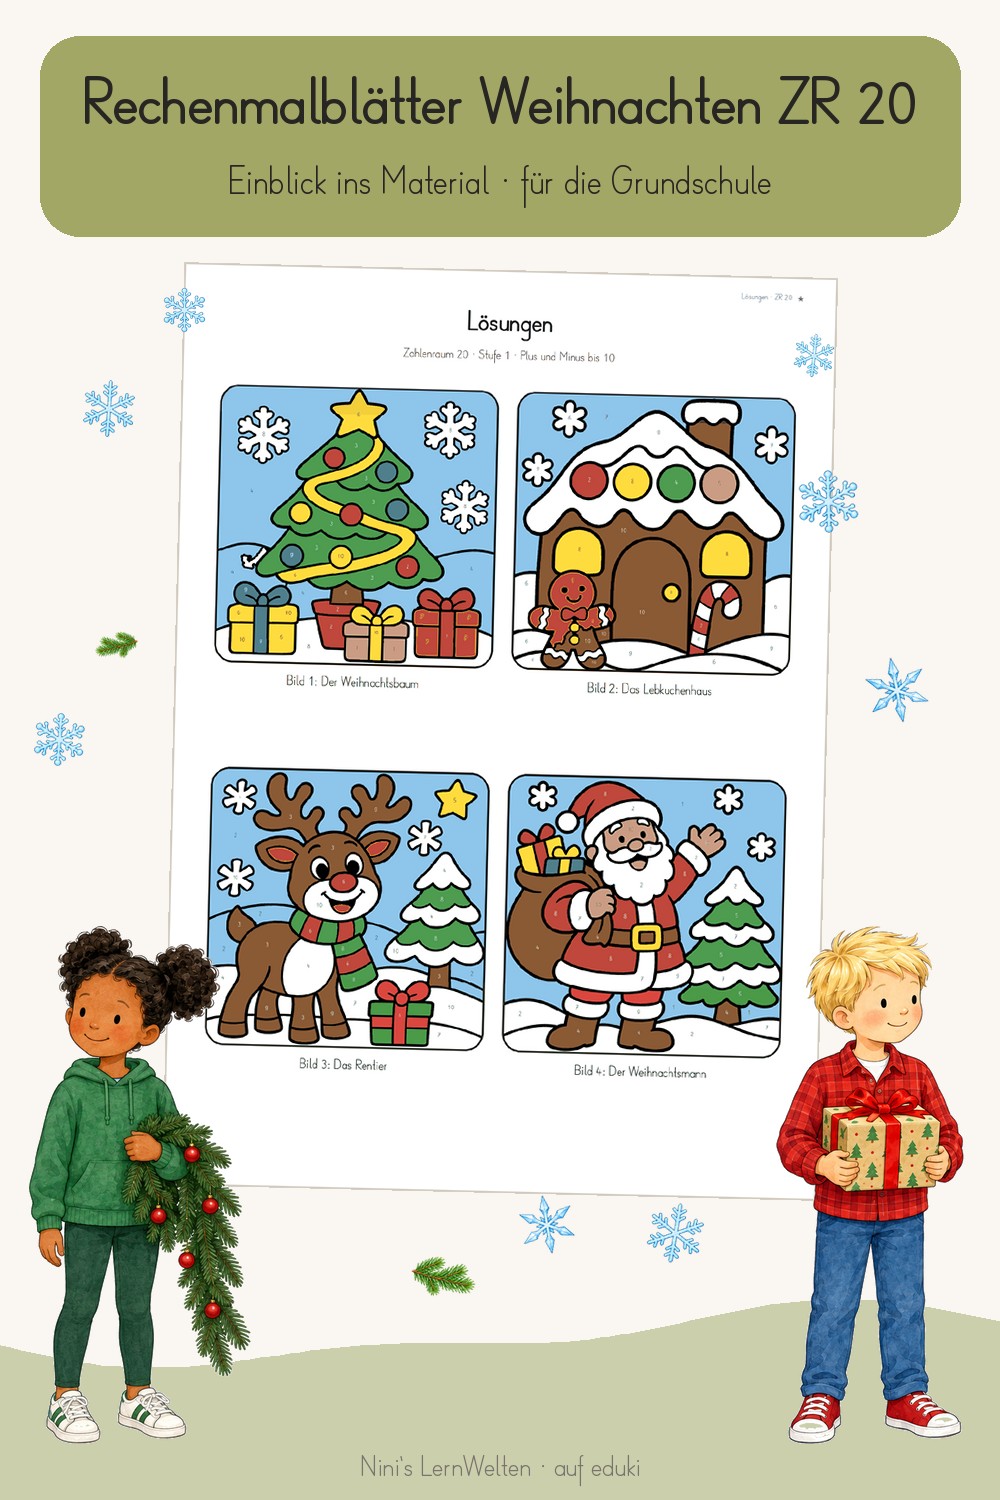 Rechenmalblätter Weihnachten ZR 20
Einblick ins Material · für die Grundschule
Lösungen · ZR 20 ★
Lösungen
Zahlenraum 20 · Stufe 1 · Plus und Minus bis 10
Bild 1: Der Weihnachtsbaum
Bild 2: Das Lebkuchenhaus
Bild 3: Das Rentier
Bild 4: Der Weihnachtsmann
Nini's LernWelten · auf eduki